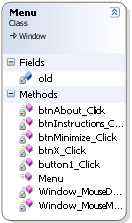 Menu
Class
Window
Fields
old
Methods
btnAbout_Click
btnInstructions_C...
btnMinimize_Click
btnX_Click
button1_Click
Menu
Window_MouseD...
Window_MouseM...